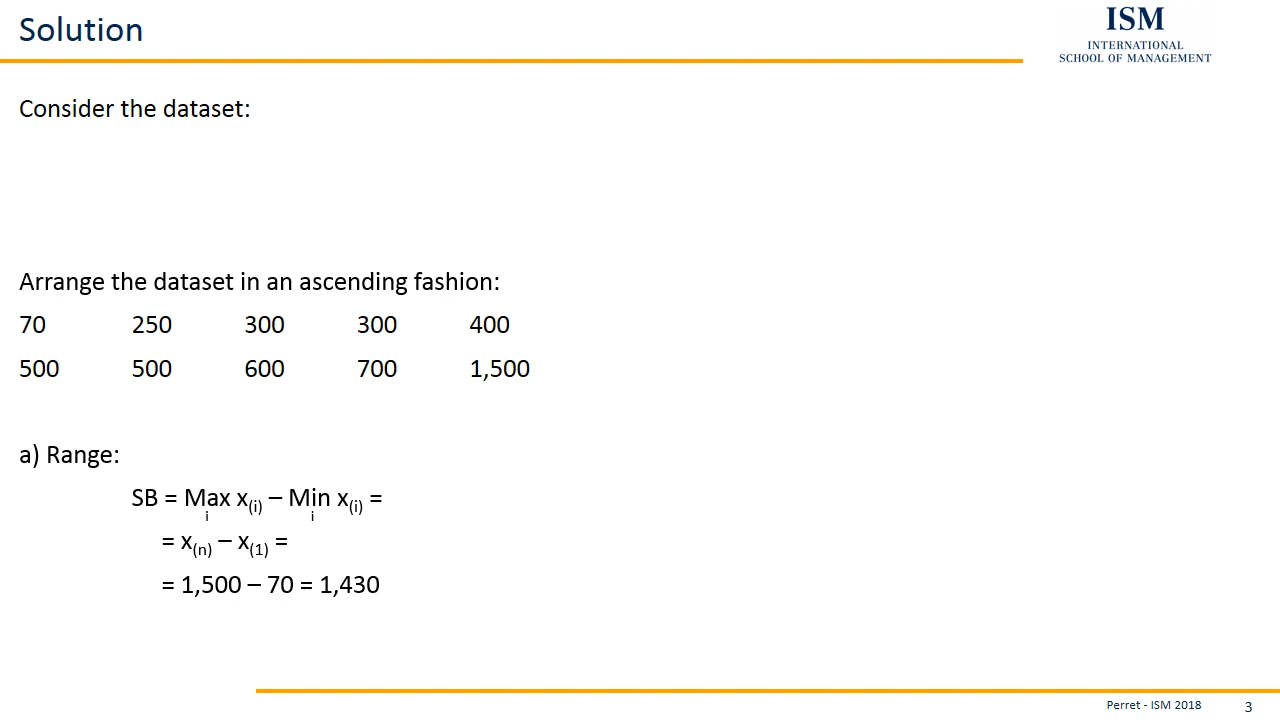 Solution
ISM
INTERNATIONAL
SCHOOL OF MANAGEMENT
Consider the dataset:
Arrange the dataset in an ascending fashion:
70 250 300 300 400
500 500 600 700 1,500
a) Range:
SB = Max x(i) – Min x(i) =
i i
= x(n) – x(1) =
= 1,500 – 70 = 1,430
Perret - ISM 2018 3